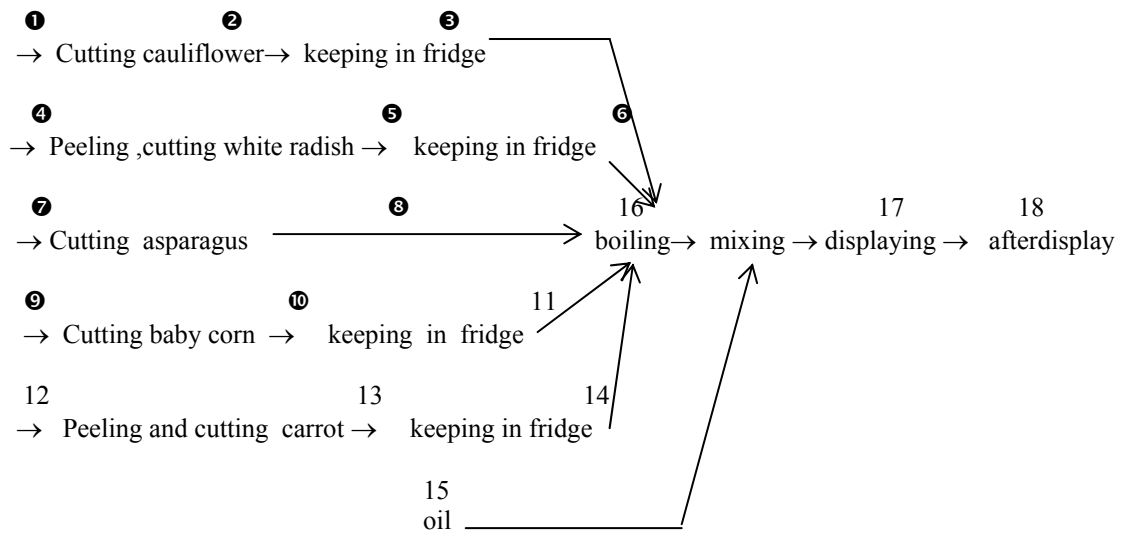 ❶ ❷ ❸
→ Cutting cauliflower→ keeping in fridge
❹ ❺ ❻
→ Peeling ,cutting white radish → keeping in fridge
❼ ❽ 16 17 18
→ Cutting asparagus boiling→ mixing → displaying → afterdisplay
❾ ❿ 11
→ Cutting baby corn → keeping in fridge
12 13 14
→ Peeling and cutting carrot → keeping in fridge
15
oil